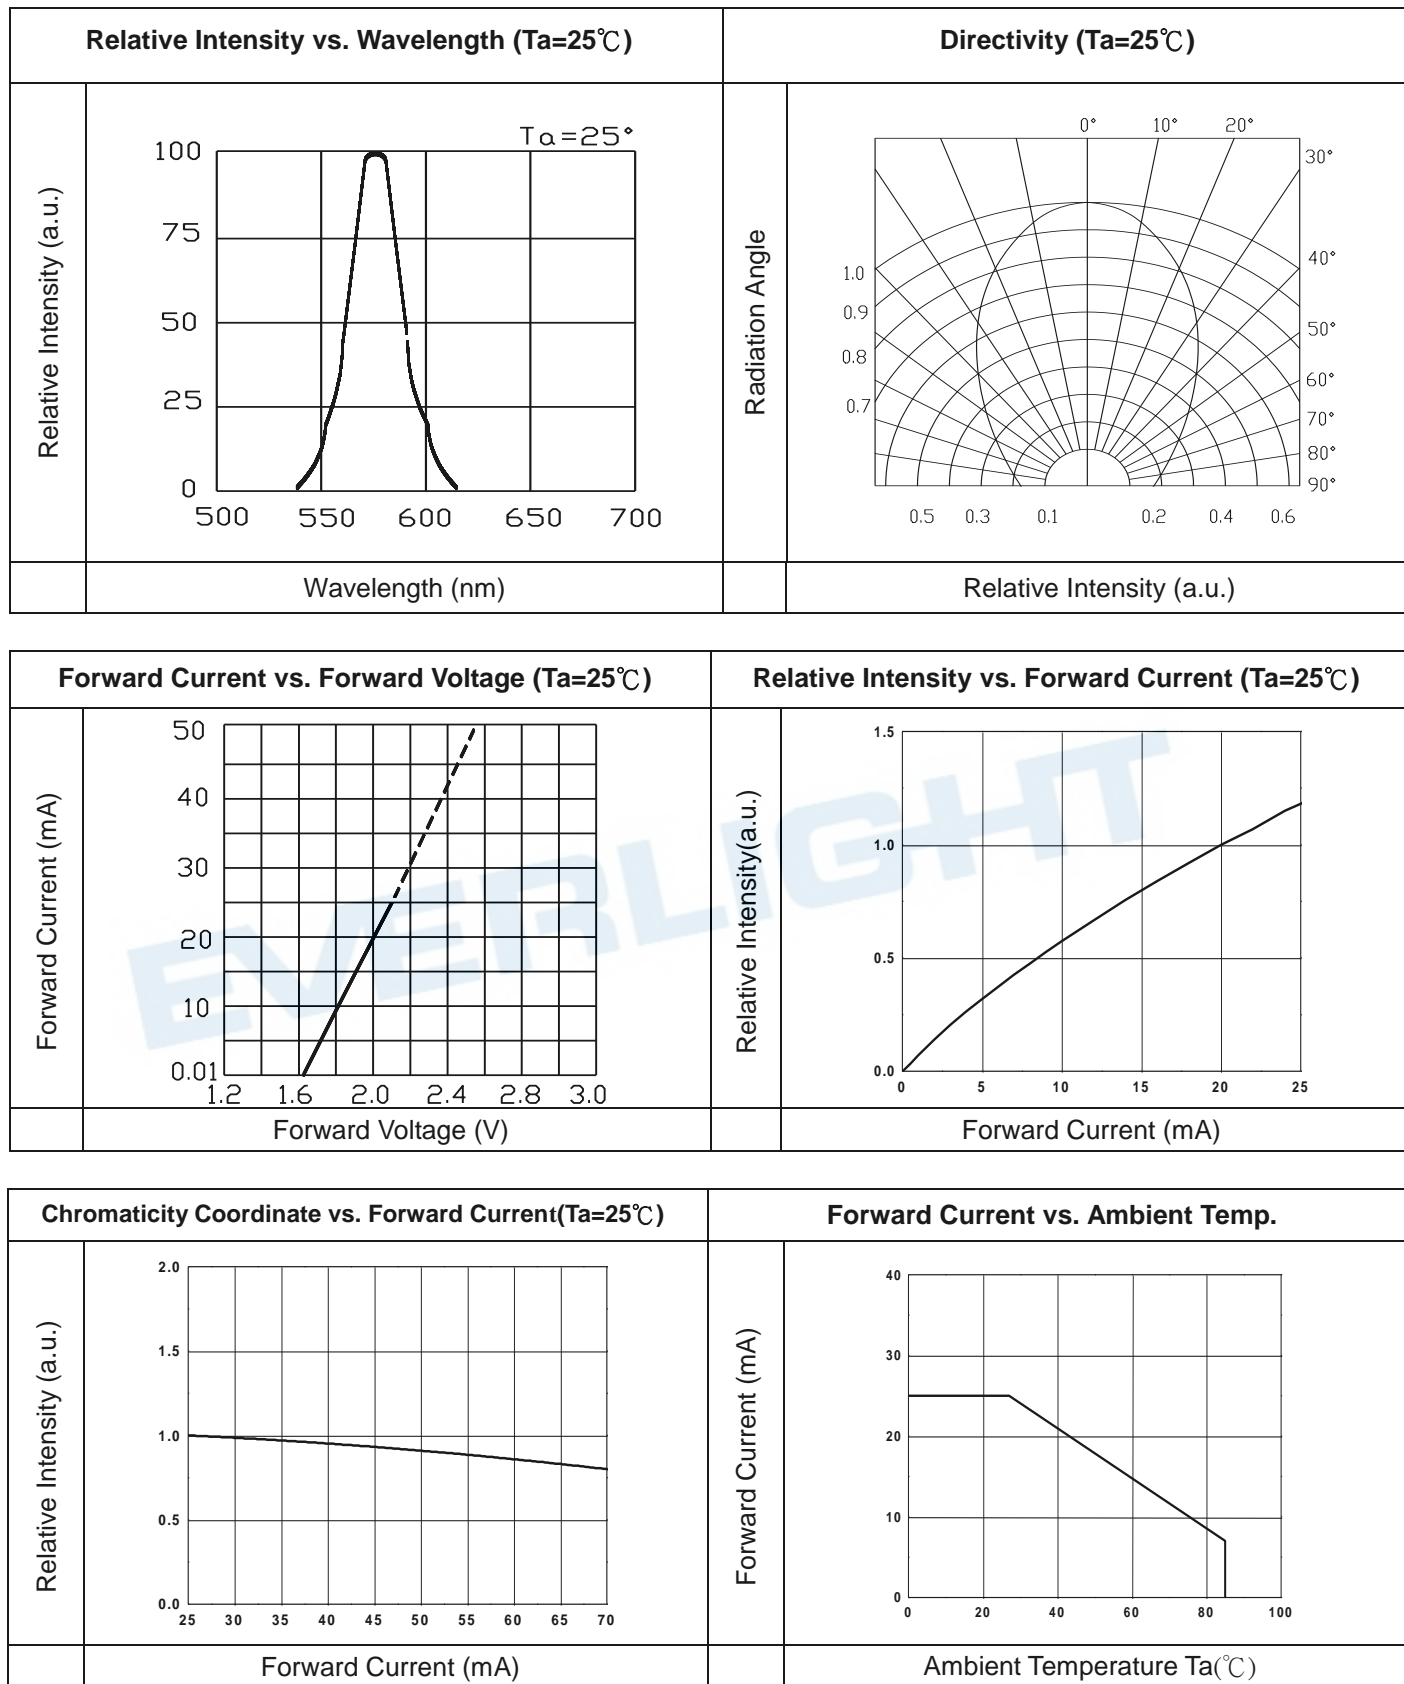 Relative Intensity vs. Wavelength (Ta=25℃)
Relative Intensity (a.u.)
Ta=25°
100
75
50
25
0
500 550 600 650 700
Wavelength (nm)
Directivity (Ta=25℃)
Radiation Angle
0° 10° 20°
30°
40°
50°
60°
70°
80°
90°
1.0
0.9
0.8
0.7
0.5 0.3 0.1 0.2 0.4 0.6
Relative Intensity (a.u.)
Forward Current vs. Forward Voltage (Ta=25℃)
Forward Current (mA)
50
40
30
20
10
0.01
1.2 1.6 2.0 2.4 2.8 3.0
Forward Voltage (V)
Relative Intensity vs. Forward Current (Ta=25℃)
Relative Intensity(a.u.)
1.5
1.0
0.5
0.0
0 5 10 15 20 25
Forward Current (mA)
EVERLIGHT
Chromaticity Coordinate vs. Forward Current(Ta=25℃)
Relative Intensity (a.u.)
2.0
1.5
1.0
0.5
0.0
25 30 35 40 45 50 55 60 65 70
Forward Current (mA)
Forward Current vs. Ambient Temp.
Forward Current (mA)
40
30
20
10
0
0 20 40 60 80 100
Ambient Temperature Ta(℃)